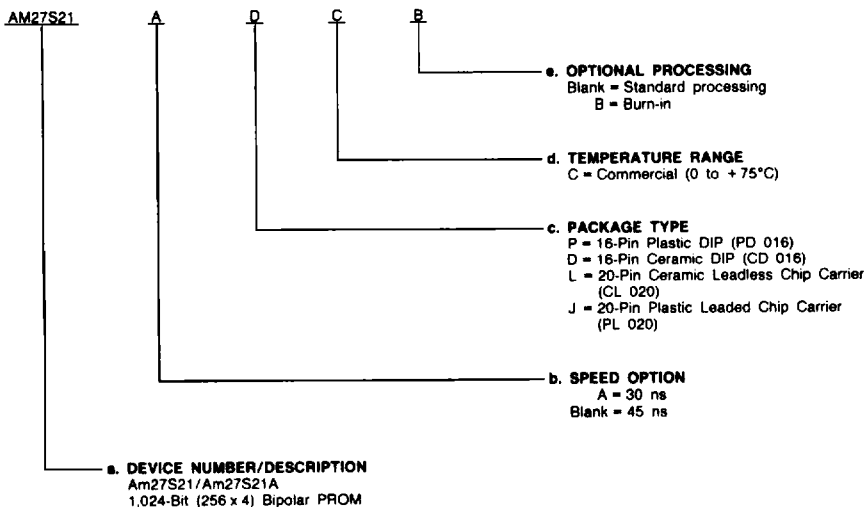 AM27S21 A D C B
e. OPTIONAL PROCESSING
Blank = Standard processing
B = Burn-in
d. TEMPERATURE RANGE
C = Commercial (0 to +75°C)
c. PACKAGE TYPE
P = 16-Pin Plastic DIP (PD 016)
D = 16-Pin Ceramic DIP (CD 016)
L = 20-Pin Ceramic Leadless Chip Carrier
(CL 020)
J = 20-Pin Plastic Leaded Chip Carrier
(PL 020)
b. SPEED OPTION
A = 30 ns
Blank = 45 ns
a. DEVICE NUMBER/DESCRIPTION
Am27S21/Am27S21A
1,024-Bit (256 x 4) Bipolar PROM